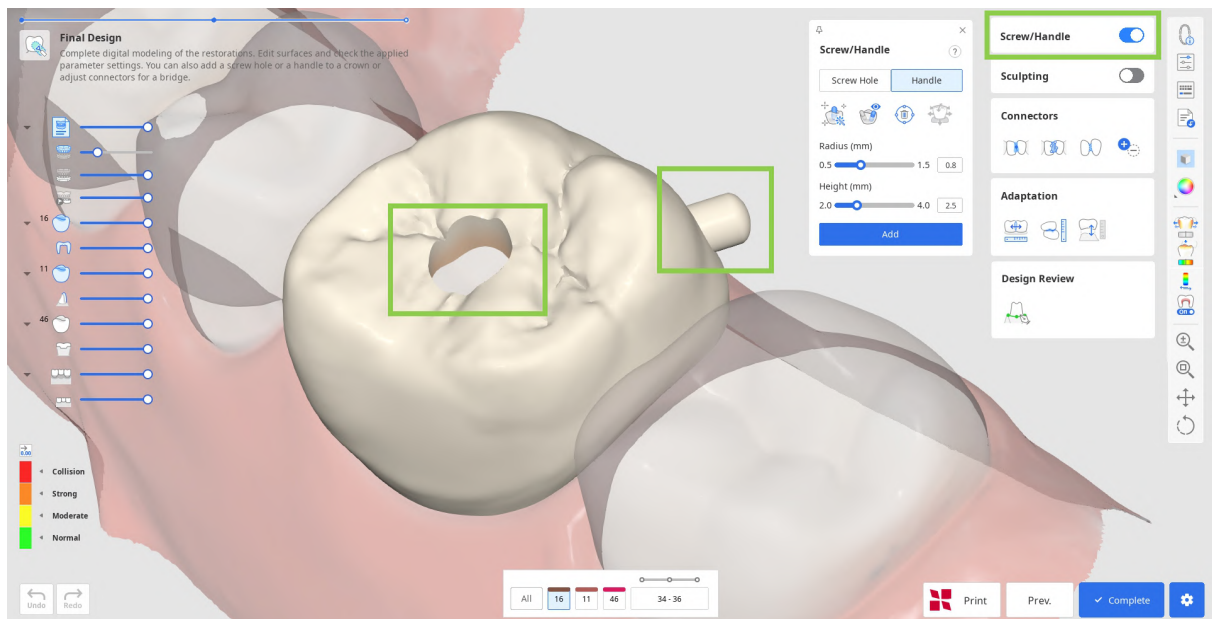 Final Design
Complete digital modeling of the restorations. Edit surfaces and check the applied
parameter settings. You can also add a screw hole or a handle to a crown or
adjust connectors for a bridge.
16
11
46
0.00
Collision
Strong
Moderate
Normal
Undo
Redo
Screw/Handle
?
Screw Hole
Handle
Radius (mm)
0.5
1.5
0.8
Height (mm)
2.0
4.0
2.5
Add
Screw/Handle
Sculpting
Connectors
Adaptation
Design Review
ON
All
16
11
46
34 - 36
Print
Prev.
Complete